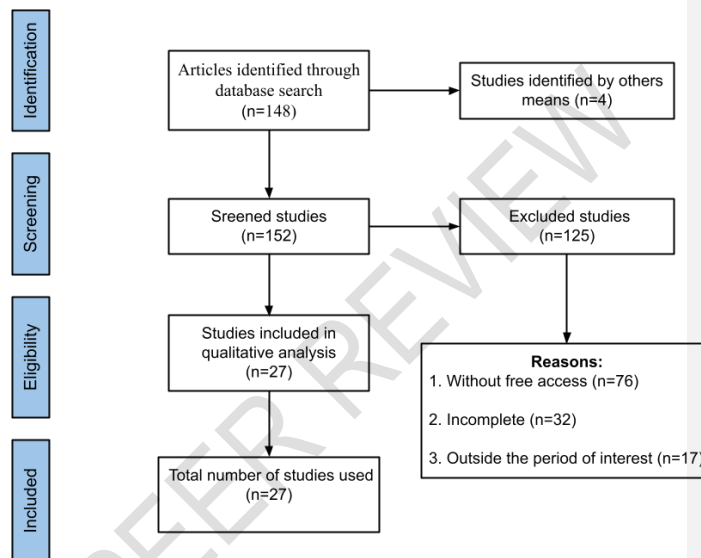 Identification
Articles identified through
database search
(n=148)
Studies identified by others
means (n=4)
Screening
Sreened studies
(n=152)
Excluded studies
(n=125)
Eligibility
Studies included in
qualitative analysis
(n=27)
Reasons:
1. Without free access (n=76)
2. Incomplete (n=32)
3. Outside the period of interest (n=17)
Included
Total number of studies used
(n=27)
PEER REVIEW